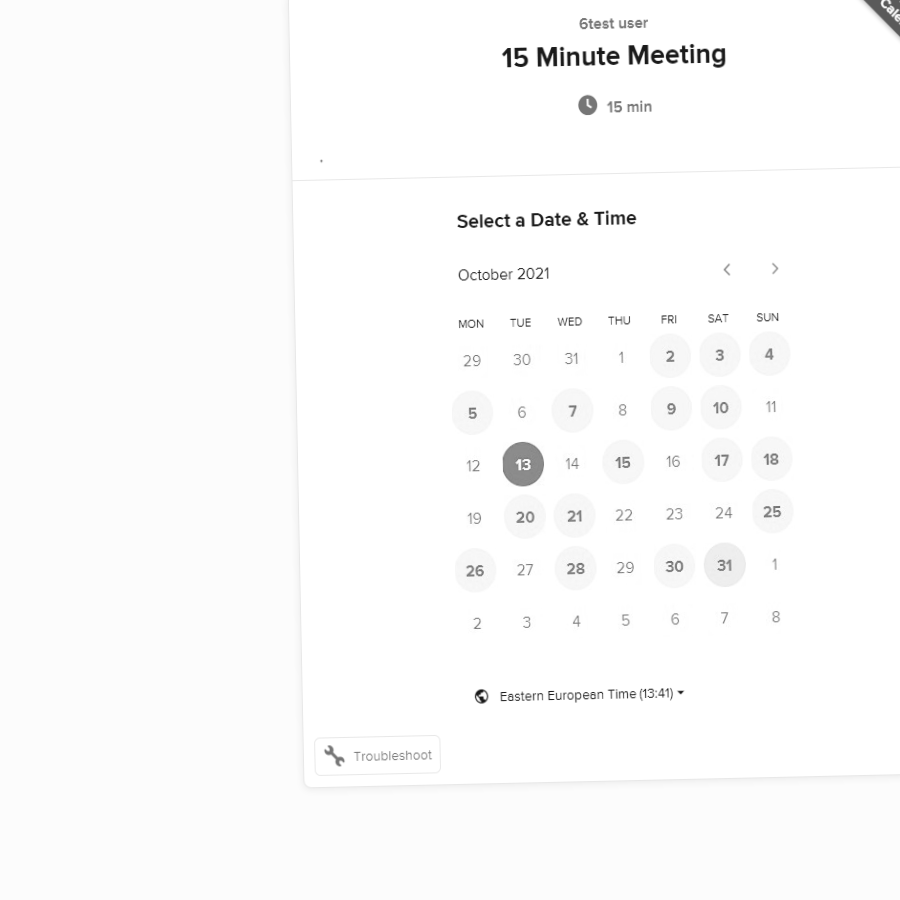 6test user
15 Minute Meeting
15 min
.
Select a Date & Time
October 2021
MON TUE WED THU FRI SAT SUN
29 30 31 1 2 3 4
5 6 7 8 9 10 11
12 13 14 15 16 17 18
19 20 21 22 23 24 25
26 27 28 29 30 31 1
2 3 4 5 6 7 8
Eastern European Time (13:41)
Troubleshoot